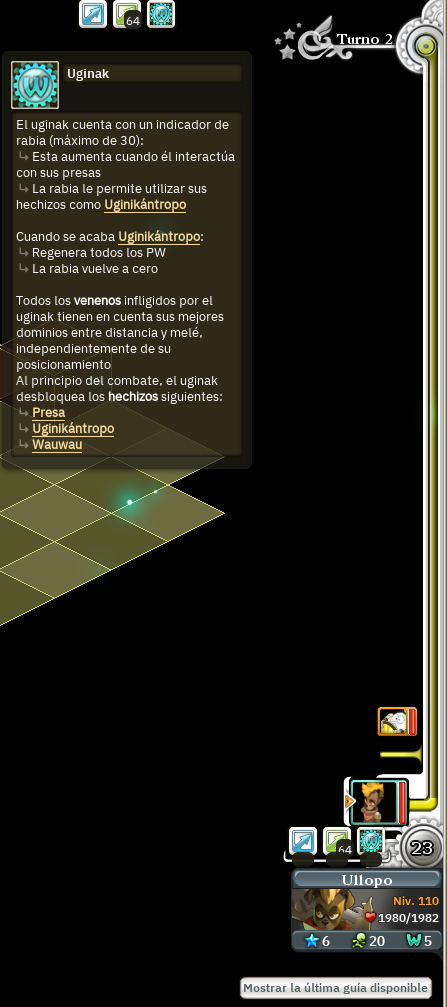 64
Turno 2
Uginak
El uginak cuenta con un indicador de
rabia (máximo de 30):
↳ Esta aumenta cuando él interactúa
con sus presas
↳ La rabia le permite utilizar sus
hechizos como Uginikántropo
Cuando se acaba Uginikántropo:
↳ Regenera todos los PW
↳ La rabia vuelve a cero
Todos los venenos infligidos por el
uginak tienen en cuenta sus mejores
dominios entre distancia y melé,
independientemente de su
posicionamiento
Al principio del combate, el uginak
desbloquea los hechizos siguientes:
↳ Presa
↳ Uginikántropo
↳ Wauwau
64
23
Ullopo
Niv. 110
1980/1982
6 20 5
Mostrar la última guía disponible